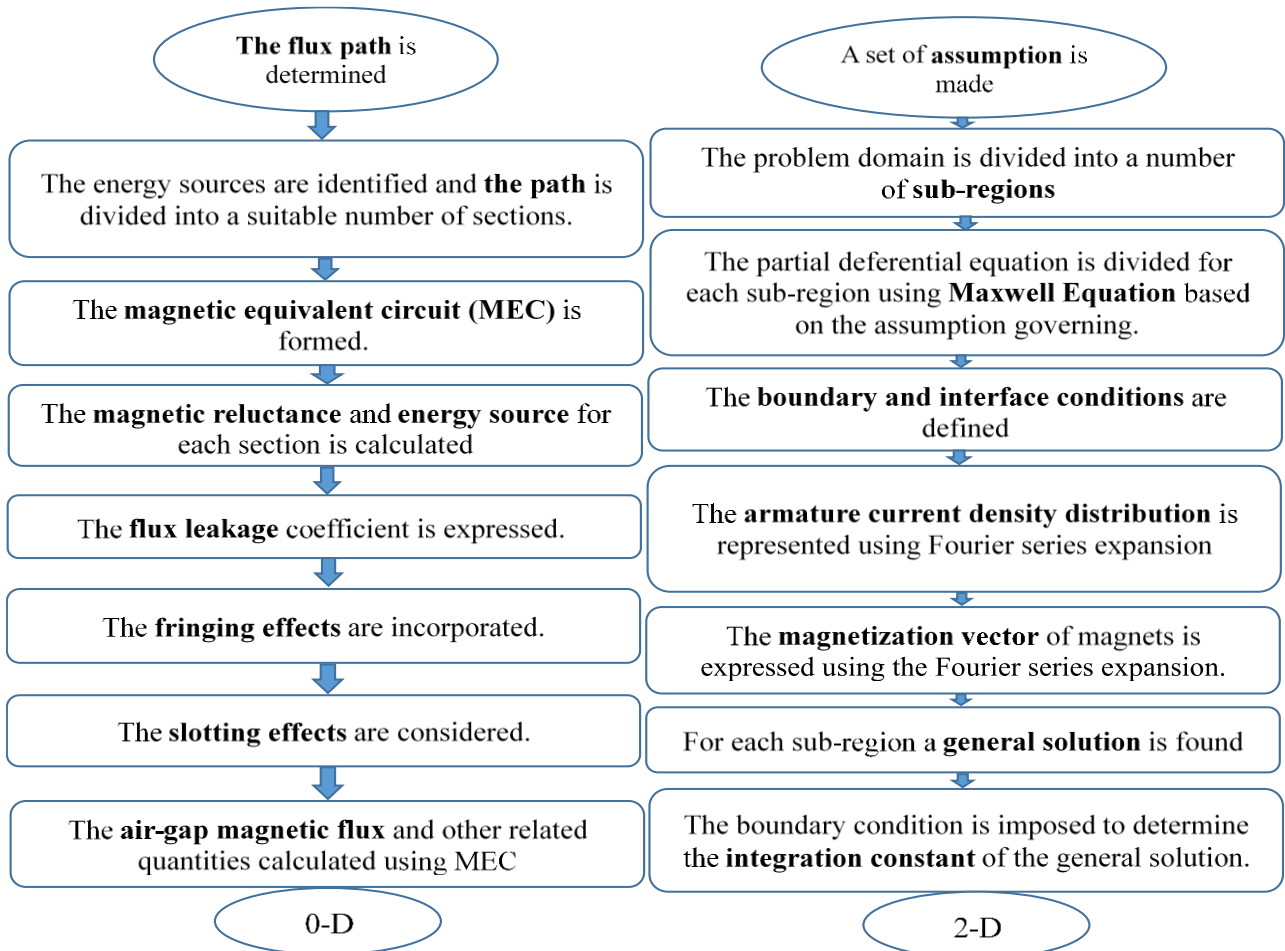 The flux path is
determined
The energy sources are identified and the path is
divided into a suitable number of sections.
The magnetic equivalent circuit (MEC) is
formed.
The magnetic reluctance and energy source for
each section is calculated
The flux leakage coefficient is expressed.
The fringing effects are incorporated.
The slotting effects are considered.
The air-gap magnetic flux and other related
quantities calculated using MEC
0-D
A set of assumption is
made
The problem domain is divided into a number
of sub-regions
The partial deferential equation is divided for
each sub-region using Maxwell Equation based
on the assumption governing.
The boundary and interface conditions are
defined
The armature current density distribution is
represented using Fourier series expansion
The magnetization vector of magnets is
expressed using the Fourier series expansion.
For each sub-region a general solution is found
The boundary condition is imposed to determine
the integration constant of the general solution.
2-D